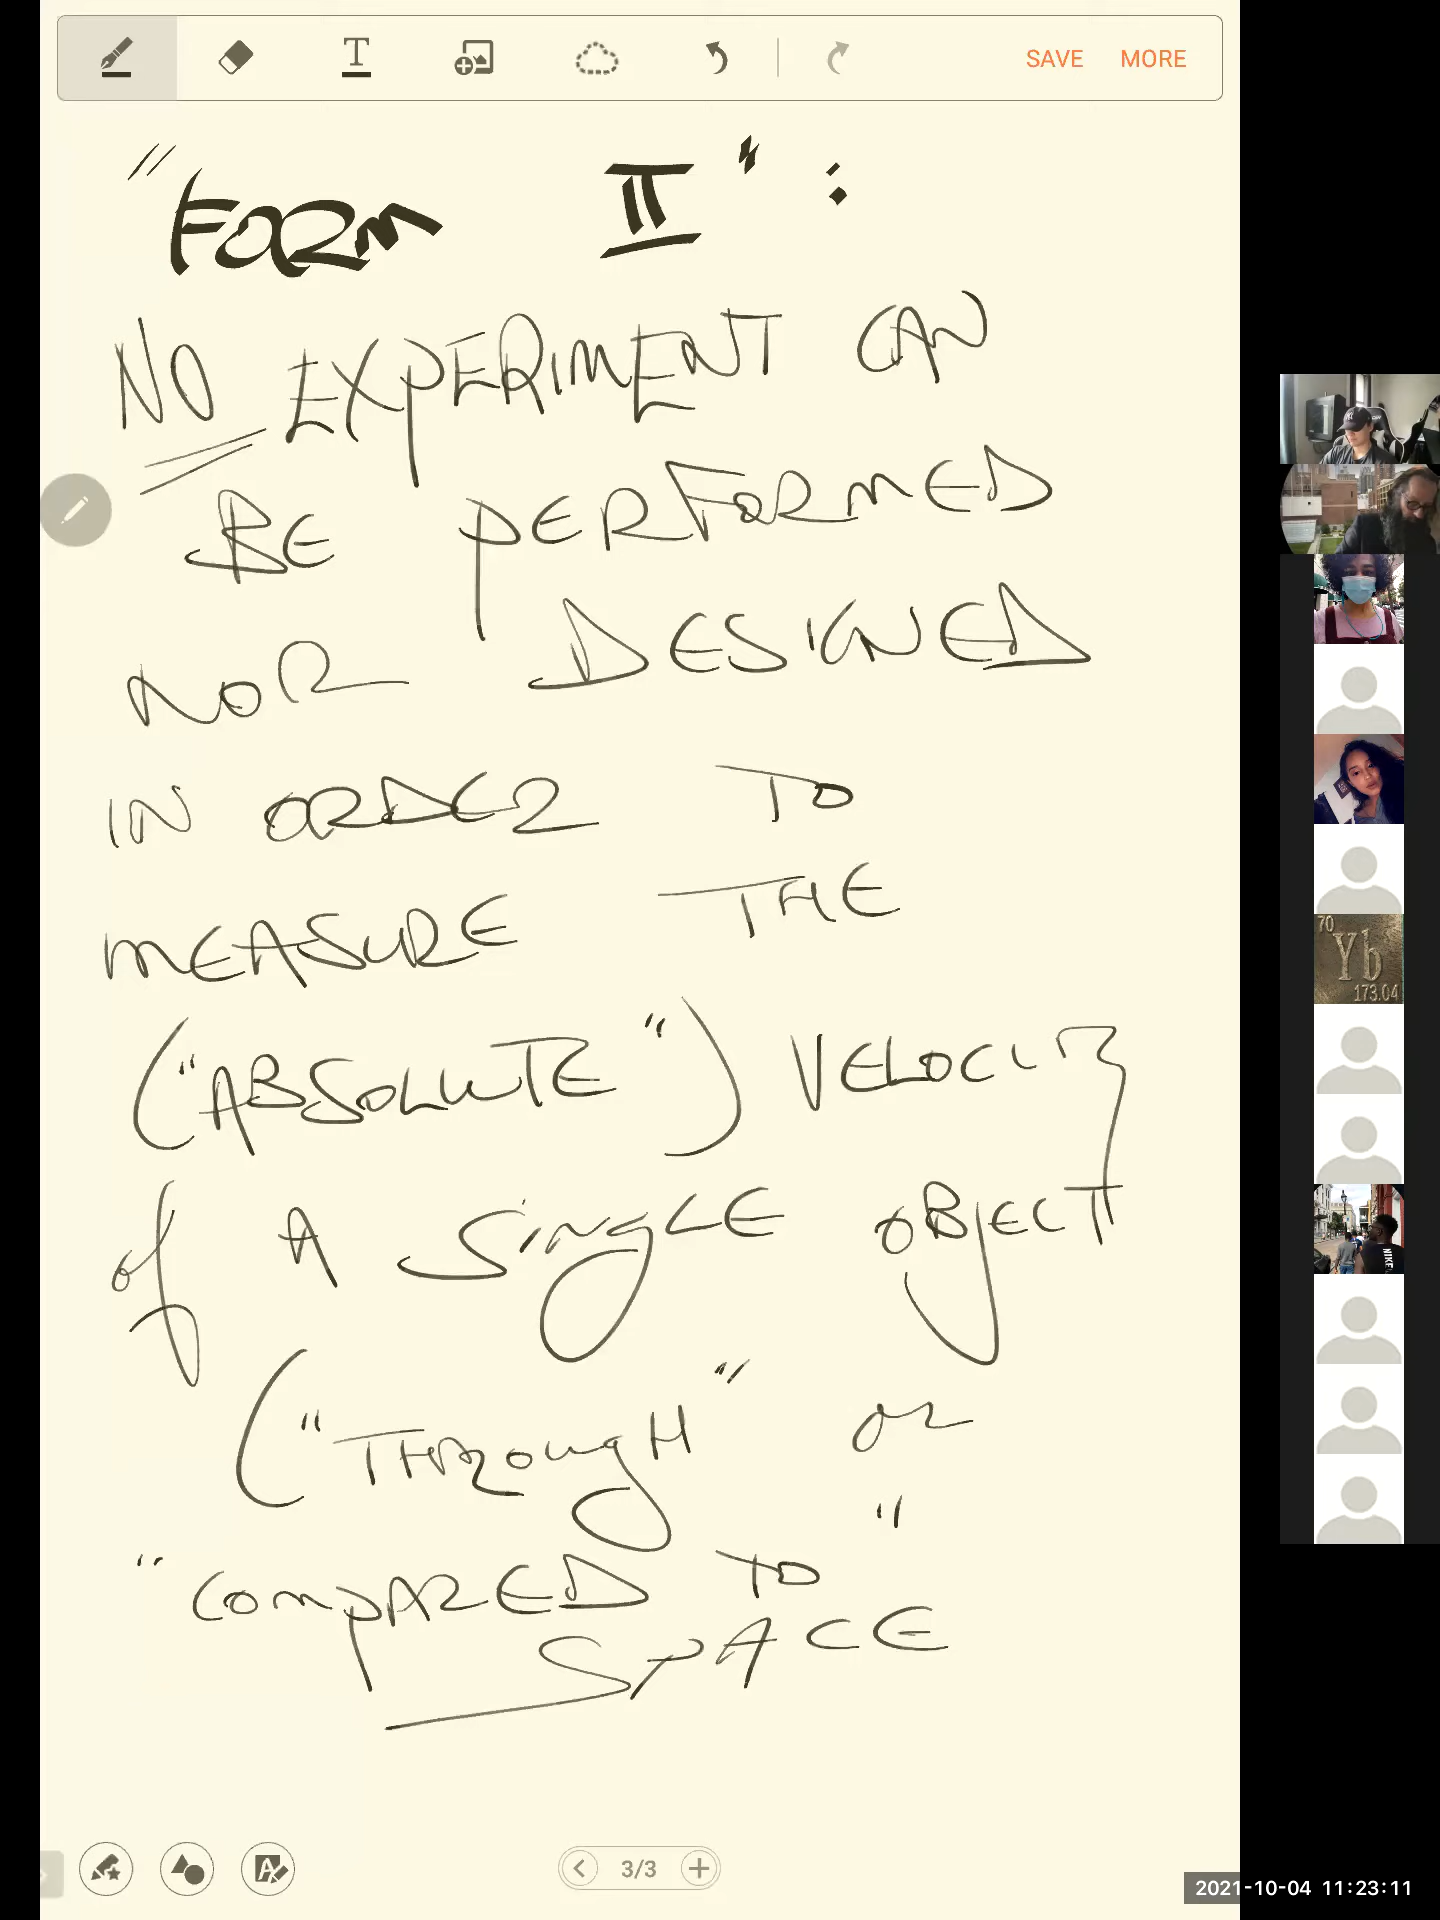 T SAVE MORE
"FORM II":
NO EXPERIMENT CAN
BE PERFORMED
NOR DESIGNED
IN ORDER TO
MEASURE THE
("ABSOLUTE") VELOCITY
of A SINGLE OBJECT
("THROUGH" OR
"COMPARED TO"
SPACE
3/3
70
Yb
173.04
NIKE
2021-10-04 11:23:11